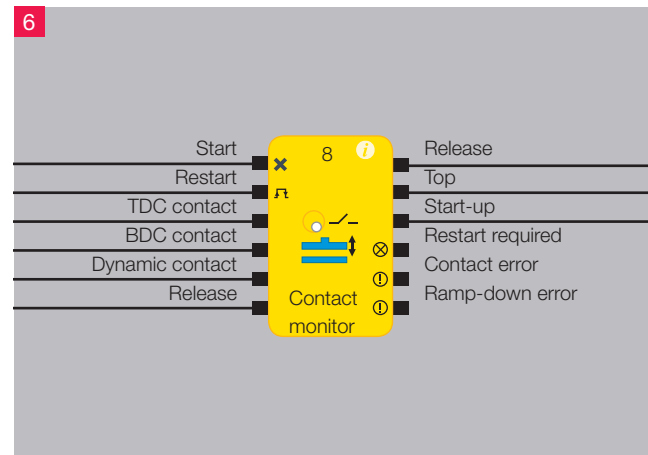 6
Start
Restart
TDC contact
BDC contact
Dynamic contact
Release
8 i
Contact
monitor
Release
Top
Start-up
Restart required
Contact error
Ramp-down error